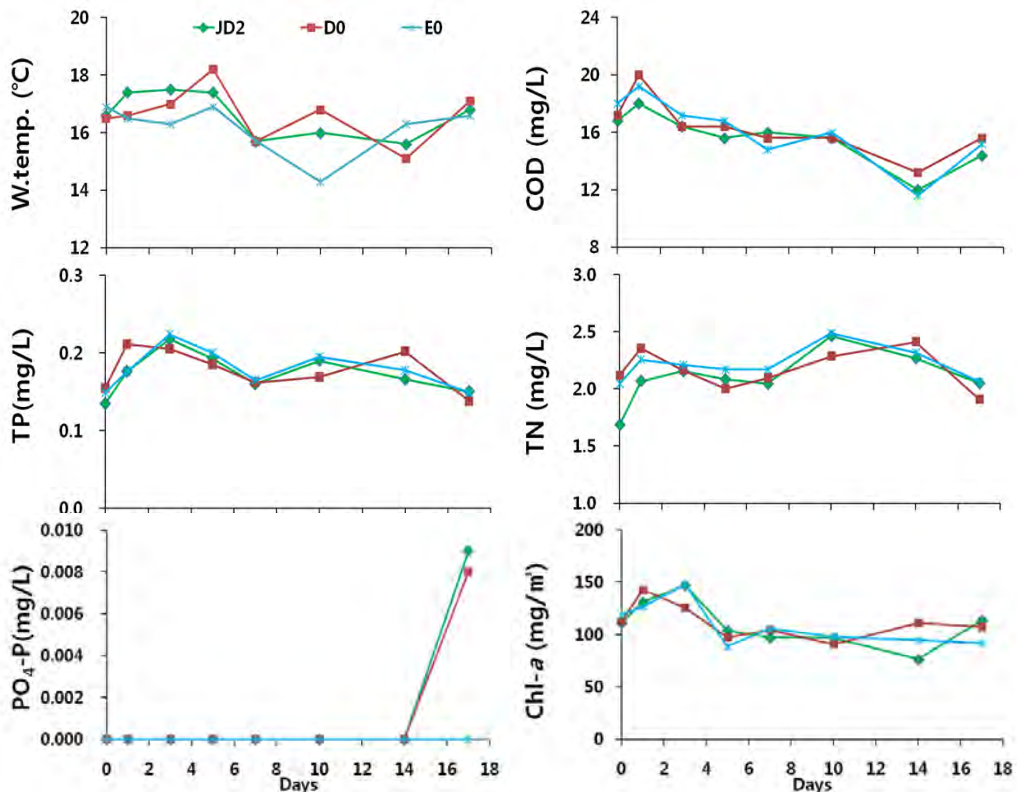 JD2 D0 E0
W.temp. (°C)
20
18
16
14
12
COD (mg/L)
24
20
16
12
8
TP(mg/L)
0.3
0.2
0.1
0.0
TN (mg/L)
3.0
2.5
2.0
1.5
1.0
PO₄-P(mg/L)
0.010
0.008
0.006
0.004
0.002
0.000
0 2 4 6 8 10 12 14 16 18
Days
Chl-a (mg/㎥)
200
150
100
50
0
0 2 4 6 8 10 12 14 16 18
Days